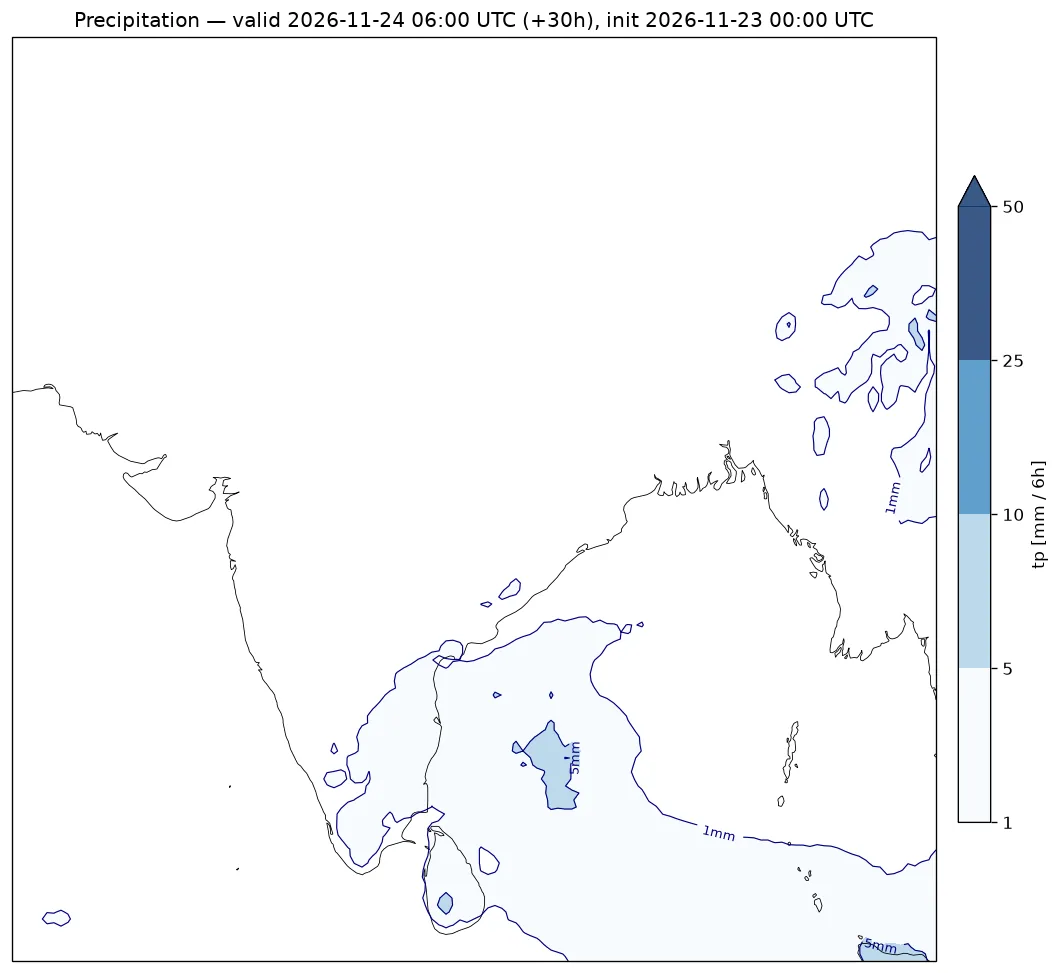 Precipitation — valid 2026-11-24 06:00 UTC (+30h), init 2026-11-23 00:00 UTC
50
25
10
5
1
tp [mm / 6h]
1mm
5mm
1mm
5mm